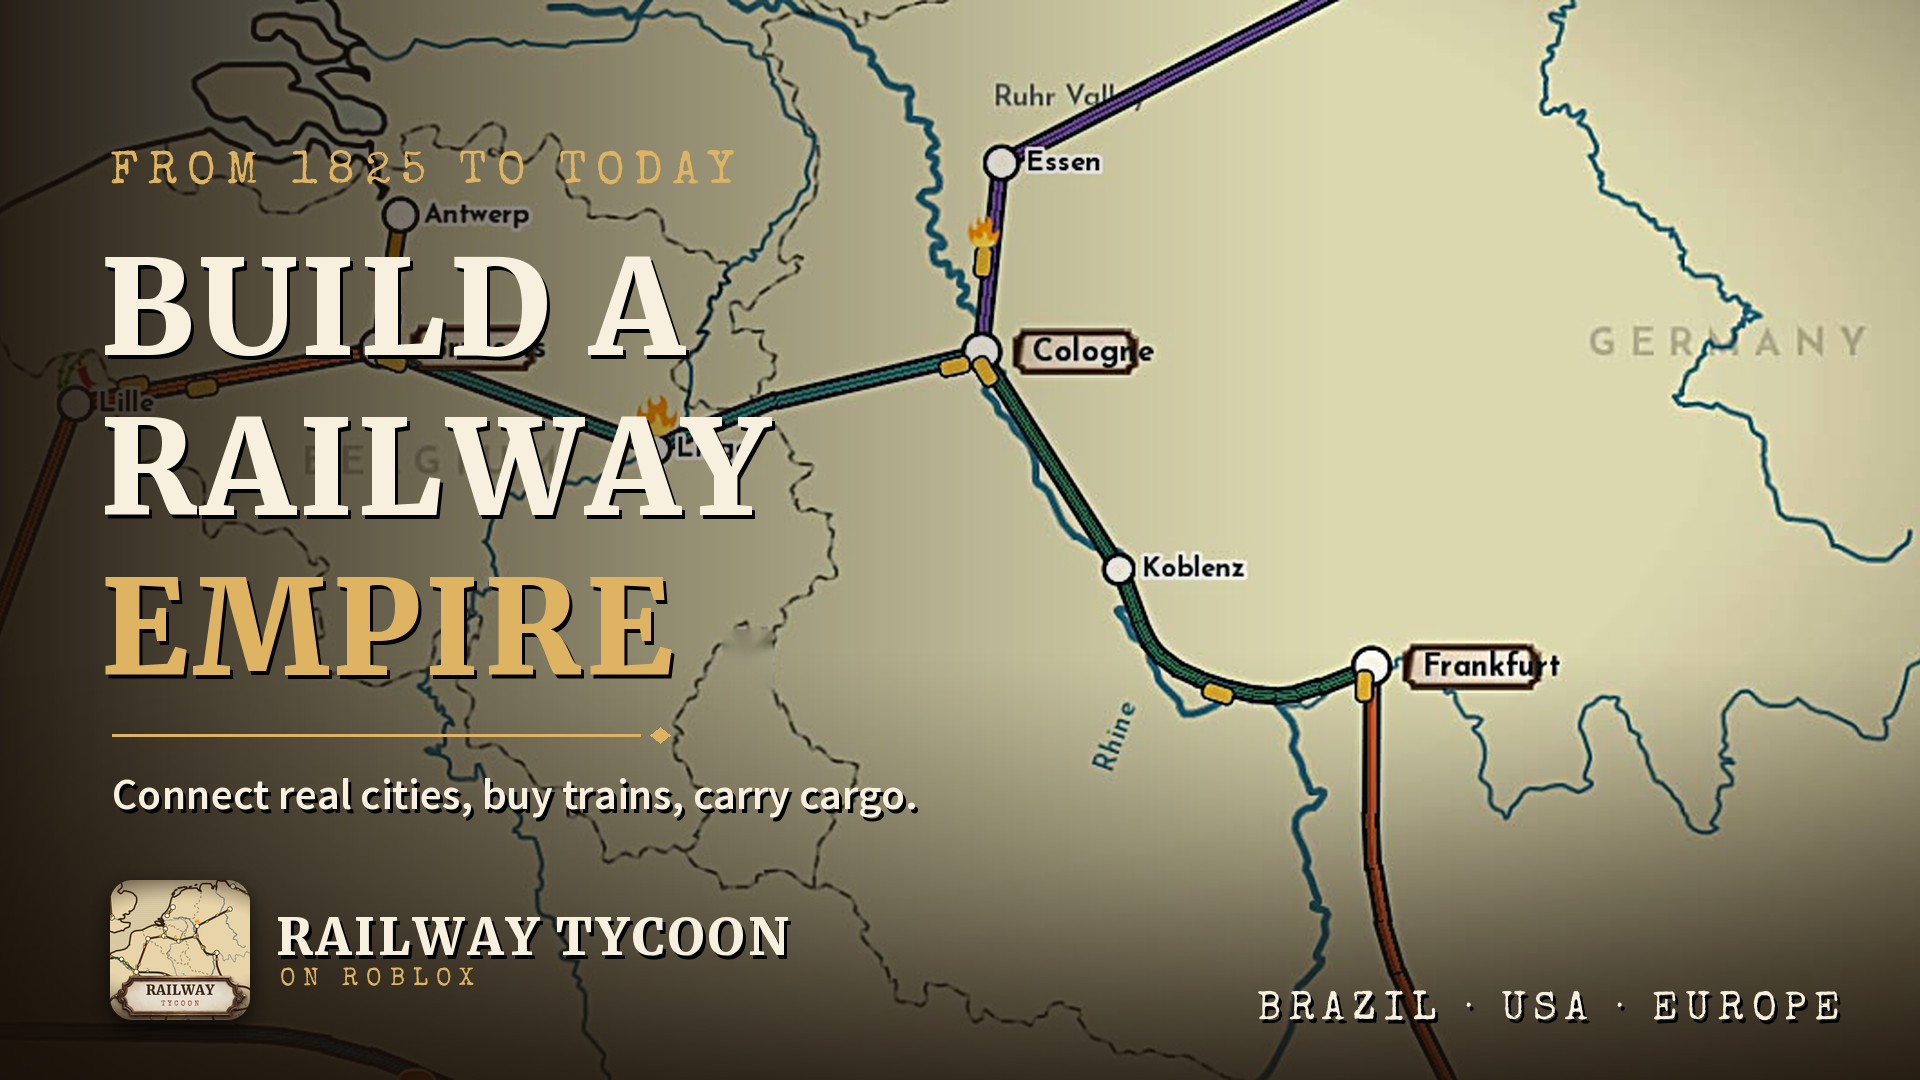 Ruhr
FROM 1825 TO TODAY
Essen
Antwerp
BUILD A
GERMANY
Cologne
Lille
RAILWAY
BELGIUM
Koblenz
EMPIRE
Frankfurt
Rhine
Connect real cities, buy trains, carry cargo.
RAILWAY TYCOON
ON ROBLOX
RAILWAY
TYCOON
BRAZIL · USA · EUROPE